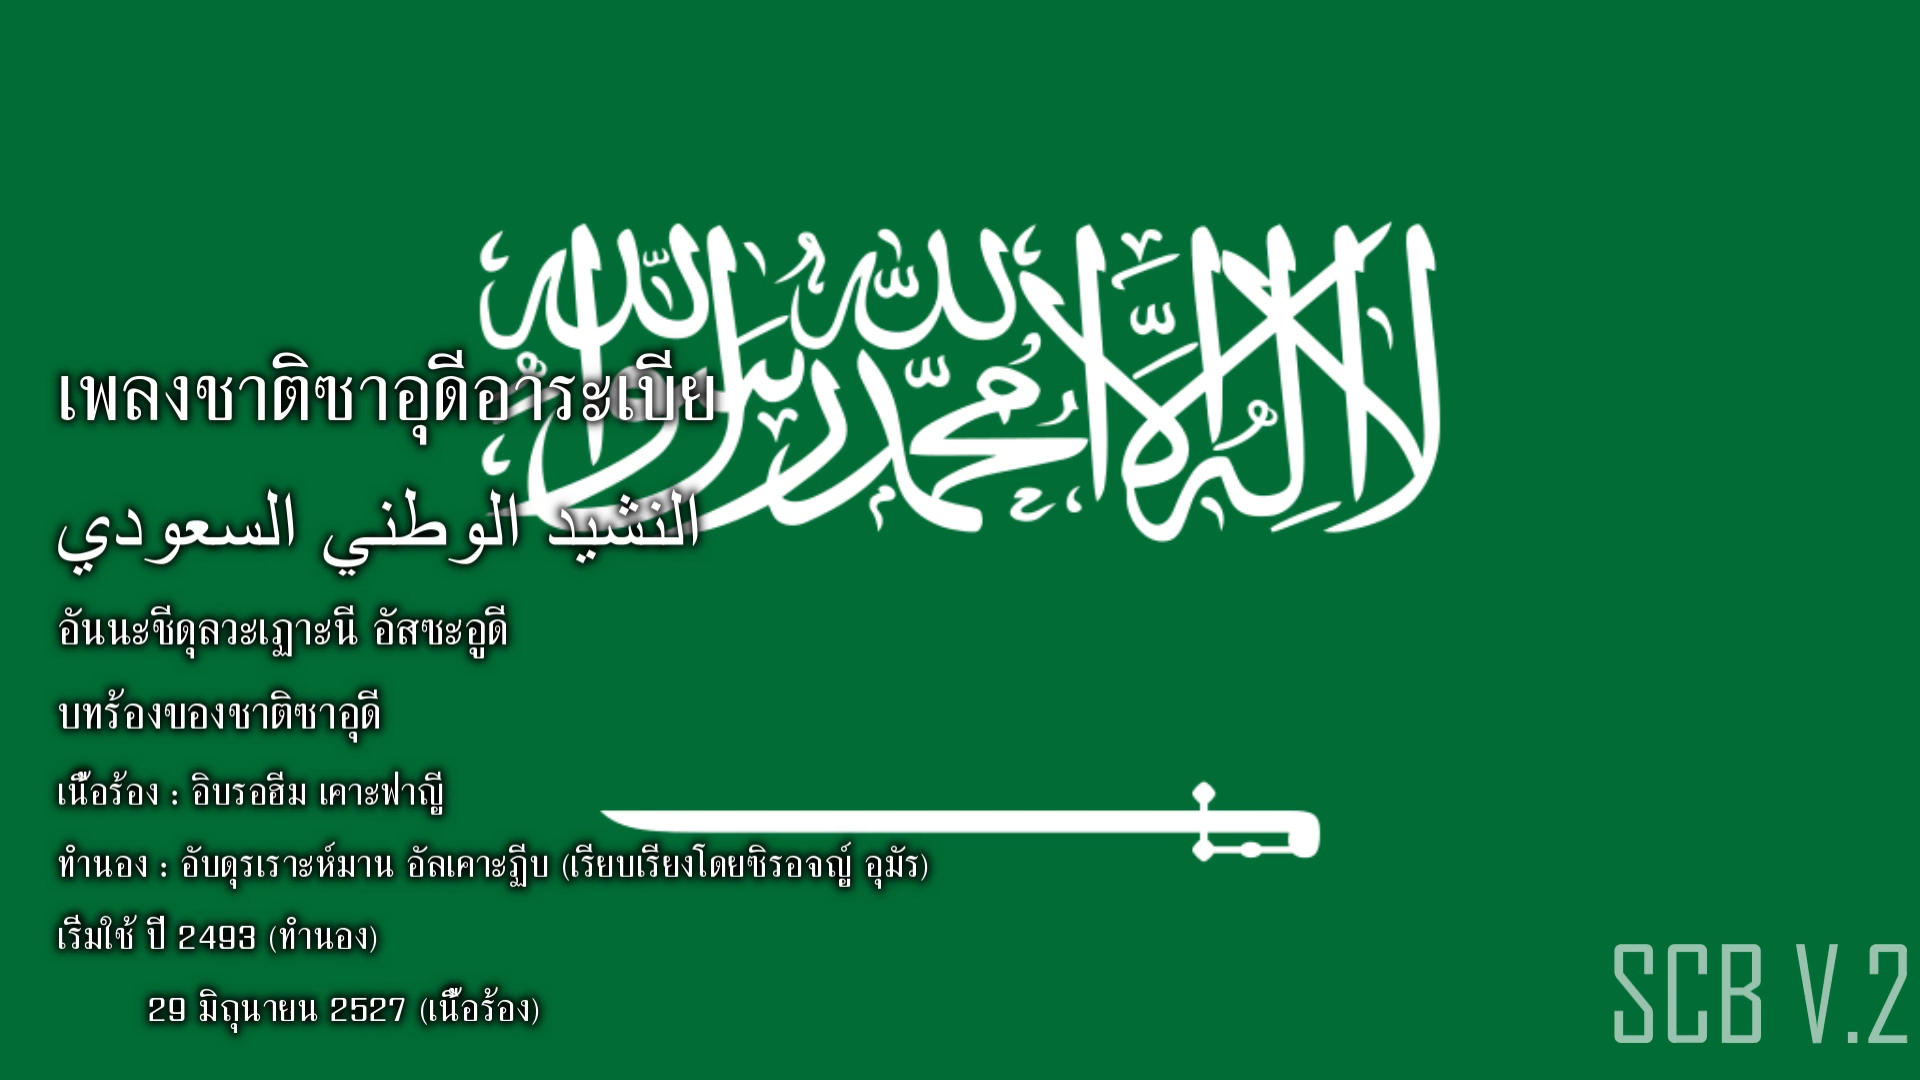 لا إله إلا الله محمد رسول الله
เพลงชาติซาอุดีอาระเบีย
النشيد الوطني السعودي
อันนะชีดุลวะเฏาะนี อัสซะอูดี
บทร้องของชาติซาอุดี
เนื้อร้อง : อิบรอฮีม เคาะฟาญี
ทำนอง : อับดุรเราะห์มาน อัลเคาะฏีบ (เรียบเรียงโดยซิรอจญ์ อุมัร)
เริ่มใช้ ปี 2493 (ทำนอง)
29 มิถุนายน 2527 (เนื้อร้อง)
SCB V.2